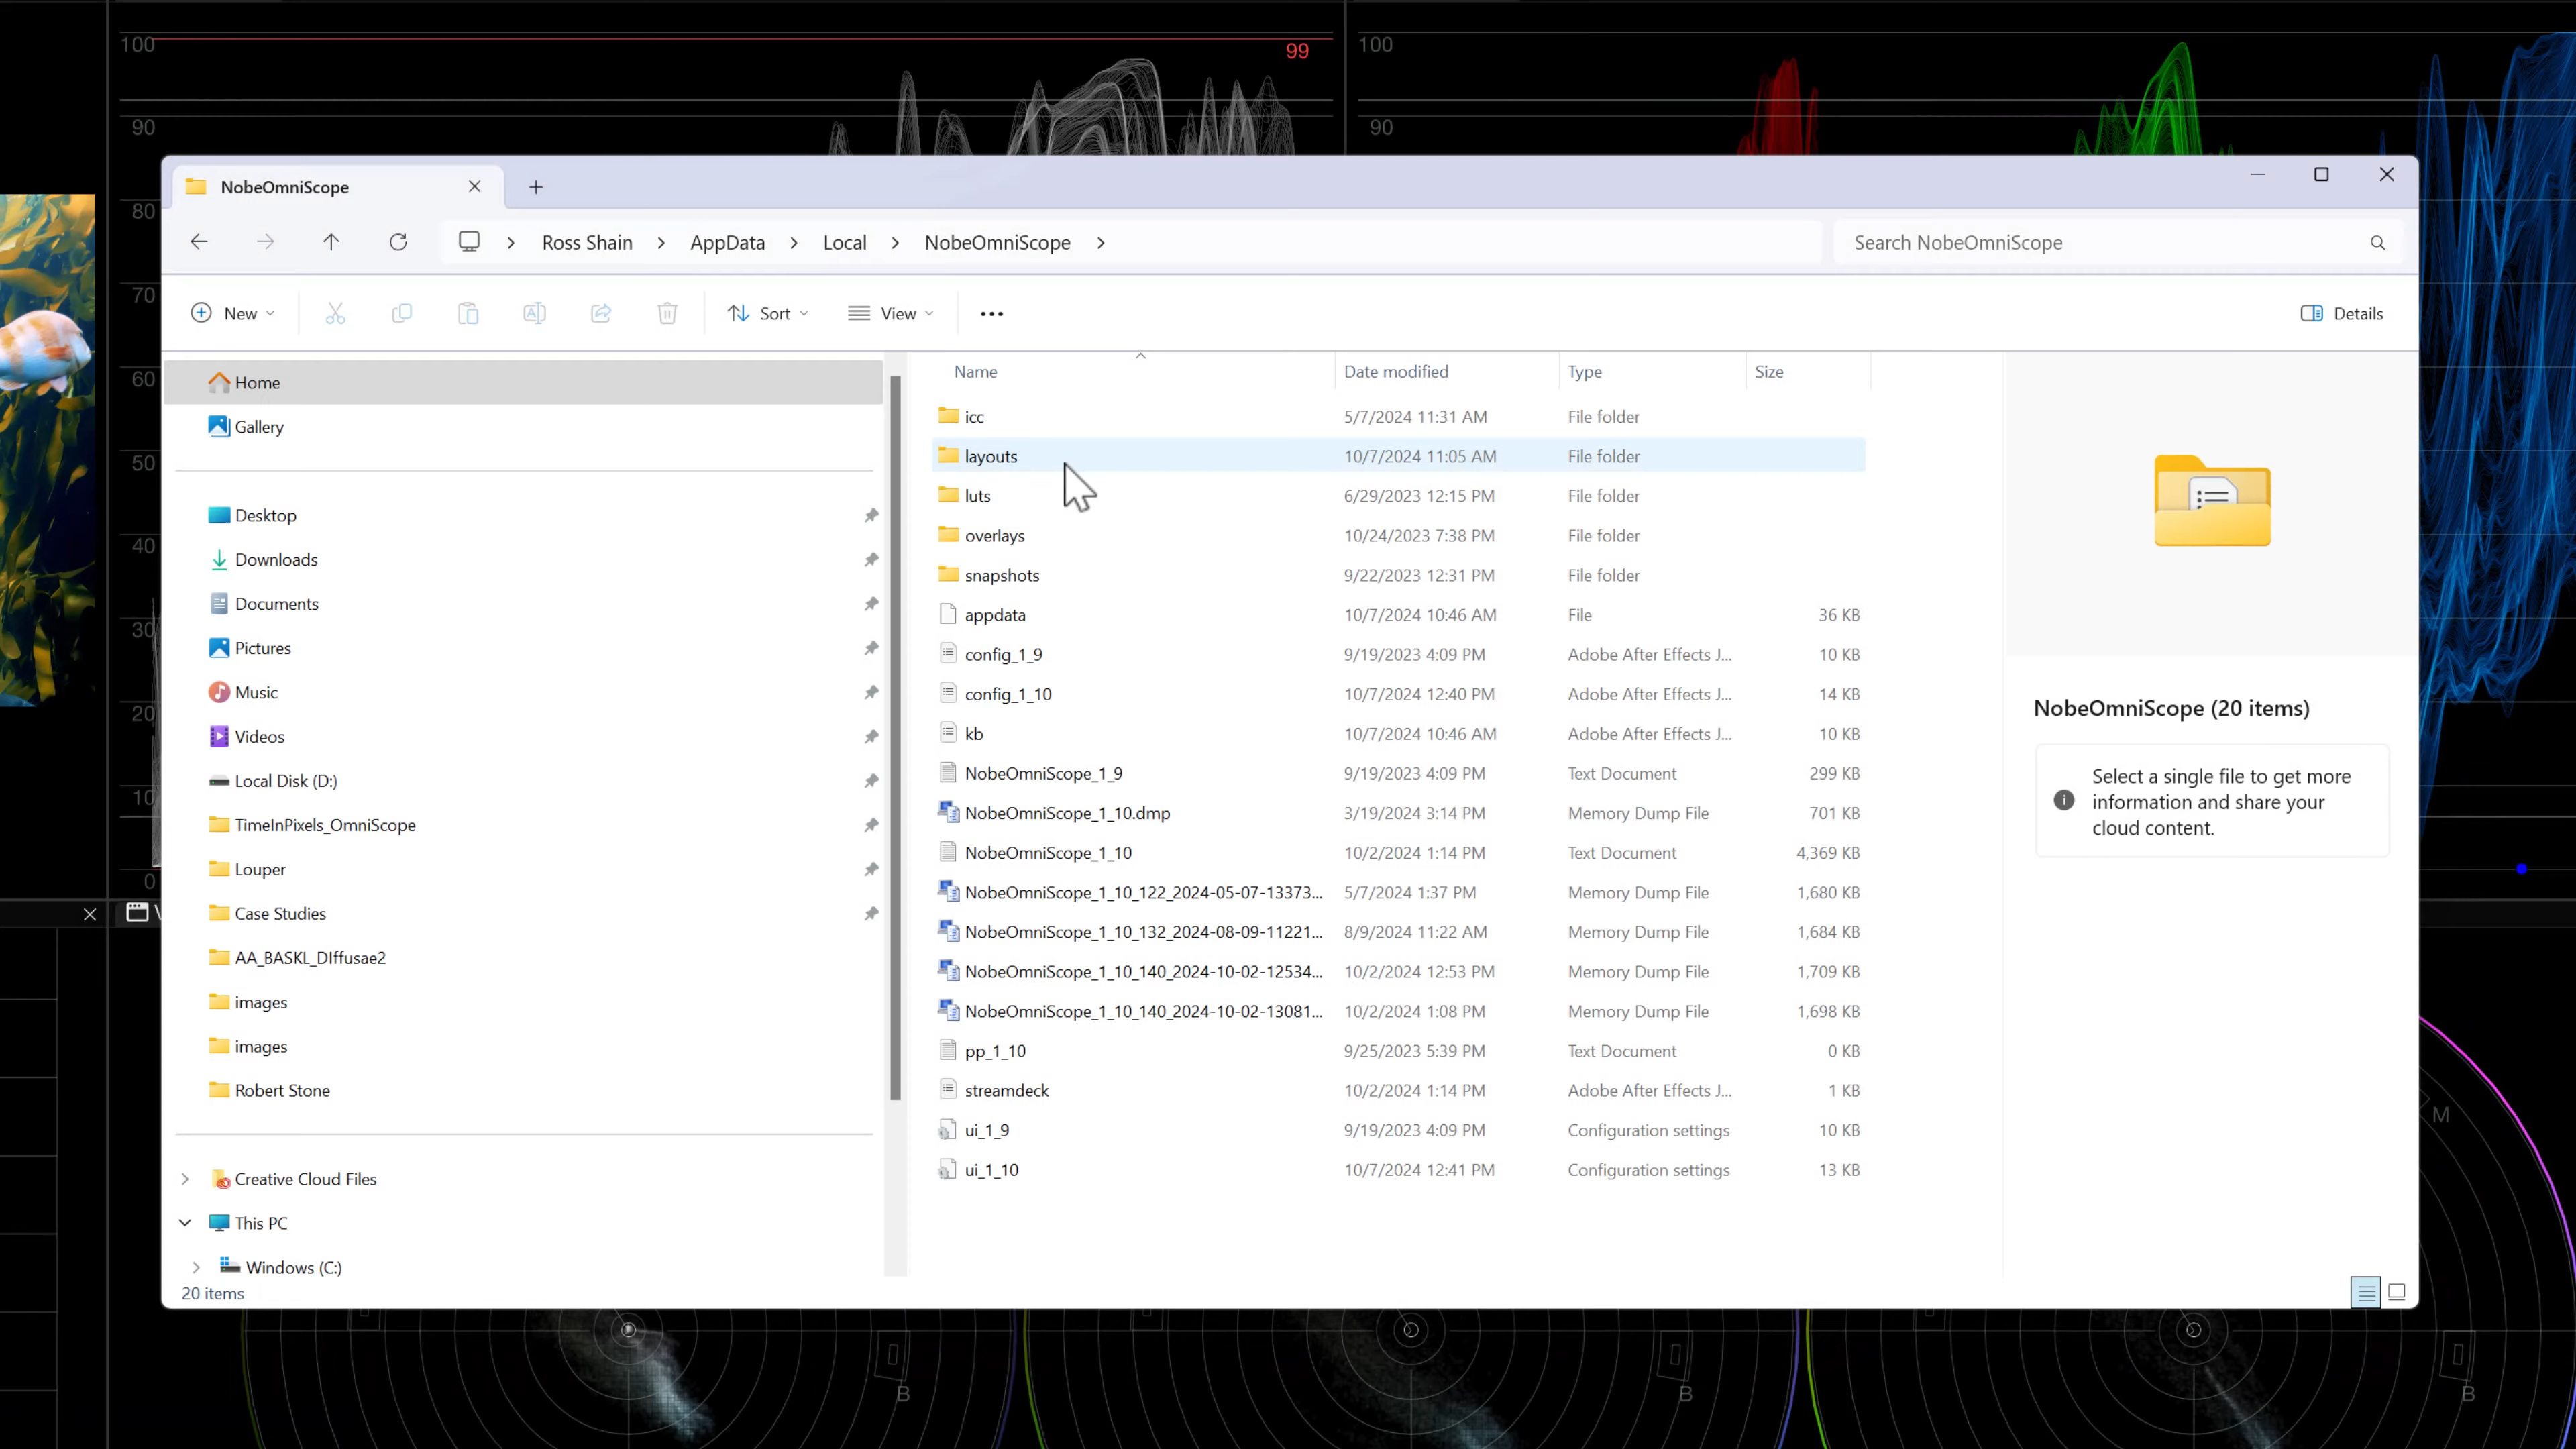 100
99
100
90
90
80
70
60
50
40
30
20
10
0
NobeOmniScope
Ross Shain > AppData > Local > NobeOmniScope >
Search NobeOmniScope
New
Sort
View
Details
Home
Gallery
Desktop
Downloads
Documents
Pictures
Music
Videos
Local Disk (D:)
TimeInPixels_OmniScope
Louper
Case Studies
AA_BASKL_DIffusae2
images
images
Robert Stone
Creative Cloud Files
This PC
Windows (C:)
20 items
Name Date modified Type Size
icc 5/7/2024 11:31 AM File folder
layouts 10/7/2024 11:05 AM File folder
luts 6/29/2023 12:15 PM File folder
overlays 10/24/2023 7:38 PM File folder
snapshots 9/22/2023 12:31 PM File folder
appdata 10/7/2024 10:46 AM File 36 KB
config_1_9 9/19/2023 4:09 PM Adobe After Effects J... 10 KB
config_1_10 10/7/2024 12:40 PM Adobe After Effects J... 14 KB
kb 10/7/2024 10:46 AM Adobe After Effects J... 10 KB
NobeOmniScope_1_9 9/19/2023 4:09 PM Text Document 299 KB
NobeOmniScope_1_10.dmp 3/19/2024 3:14 PM Memory Dump File 701 KB
NobeOmniScope_1_10 10/2/2024 1:14 PM Text Document 4,369 KB
NobeOmniScope_1_10_122_2024-05-07-13373... 5/7/2024 1:37 PM Memory Dump File 1,680 KB
NobeOmniScope_1_10_132_2024-08-09-11221... 8/9/2024 11:22 AM Memory Dump File 1,684 KB
NobeOmniScope_1_10_140_2024-10-02-12534... 10/2/2024 12:53 PM Memory Dump File 1,709 KB
NobeOmniScope_1_10_140_2024-10-02-13081... 10/2/2024 1:08 PM Memory Dump File 1,698 KB
pp_1_10 9/25/2023 5:39 PM Text Document 0 KB
streamdeck 10/2/2024 1:14 PM Adobe After Effects J... 1 KB
ui_1_9 9/19/2023 4:09 PM Configuration settings 10 KB
ui_1_10 10/7/2024 12:41 PM Configuration settings 13 KB
NobeOmniScope (20 items)
Select a single file to get more
information and share your
cloud content.
M
B
B
B